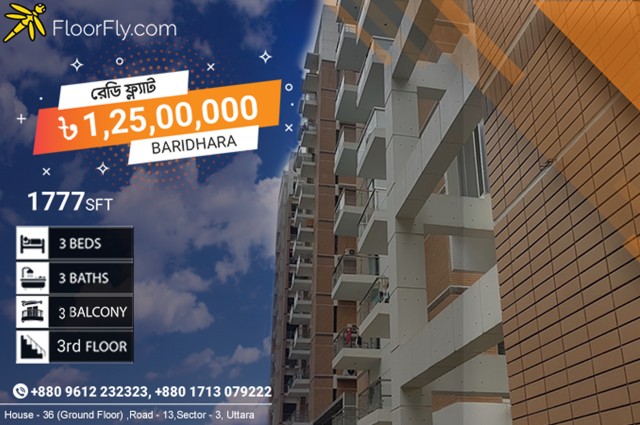 FloorFly.com
রেডি ফ্ল্যাট
৳ 1,25,00,000
BARIDHARA
1777SFT
3 BEDS
3 BATHS
3 BALCONY
3rd FLOOR
+880 9612 232323, +880 1713 079222
House - 36 (Ground Floor) ,Road - 13,Sector - 3, Uttara